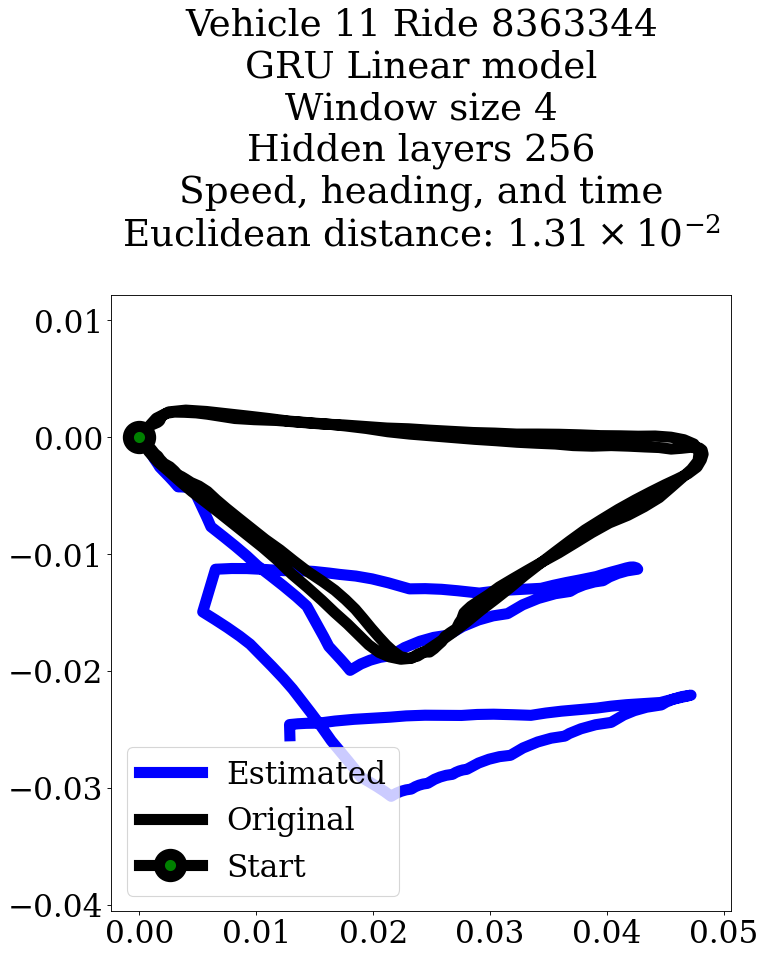 Vehicle 11 Ride 8363344
GRU Linear model
Window size 4
Hidden layers 256
Speed, heading, and time
Euclidean distance: 1.31 × 10⁻²
0.01
0.00
−0.01
−0.02
−0.03
−0.04
Estimated
Original
Start
0.00 0.01 0.02 0.03 0.04 0.05